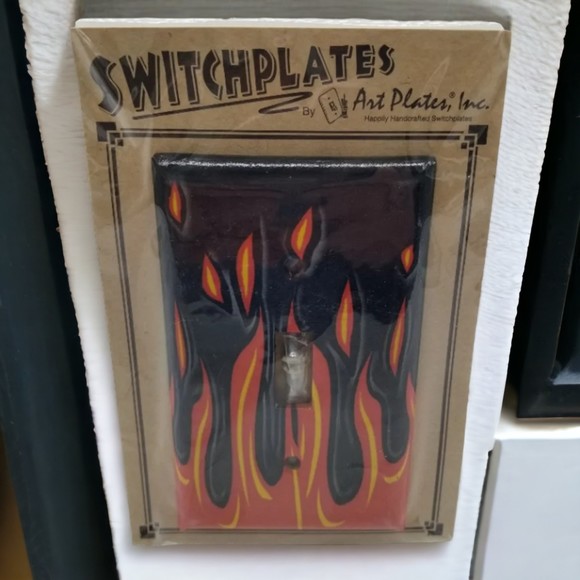 SWITCHPLATES
By Art Plates,® Inc.
Happily Handcrafted Switchplates